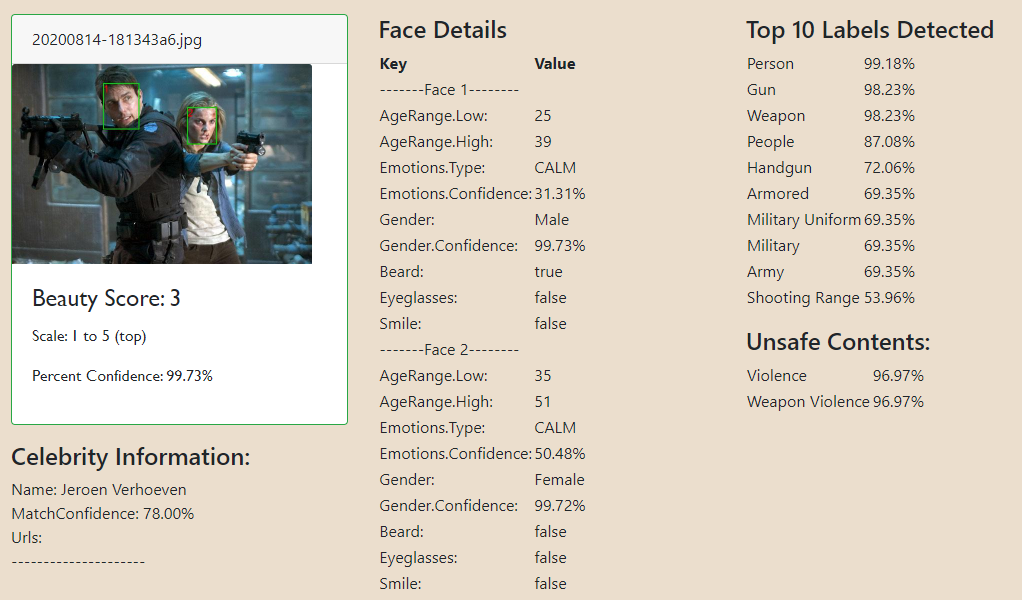 20200814-181343a6.jpg
Beauty Score: 3
Scale: 1 to 5 (top)
Percent Confidence: 99.73%
Celebrity Information:
Name: Jeroen Verhoeven
MatchConfidence: 78.00%
Urls:
---------------------
Face Details
Key Value
-------Face 1--------
AgeRange.Low: 25
AgeRange.High: 39
Emotions.Type: CALM
Emotions.Confidence: 31.31%
Gender: Male
Gender.Confidence: 99.73%
Beard: true
Eyeglasses: false
Smile: false
-------Face 2--------
AgeRange.Low: 35
AgeRange.High: 51
Emotions.Type: CALM
Emotions.Confidence: 50.48%
Gender: Female
Gender.Confidence: 99.72%
Beard: false
Eyeglasses: false
Smile: false
Top 10 Labels Detected
Person 99.18%
Gun 98.23%
Weapon 98.23%
People 87.08%
Handgun 72.06%
Armored 69.35%
Military Uniform 69.35%
Military 69.35%
Army 69.35%
Shooting Range 53.96%
Unsafe Contents:
Violence 96.97%
Weapon Violence 96.97%